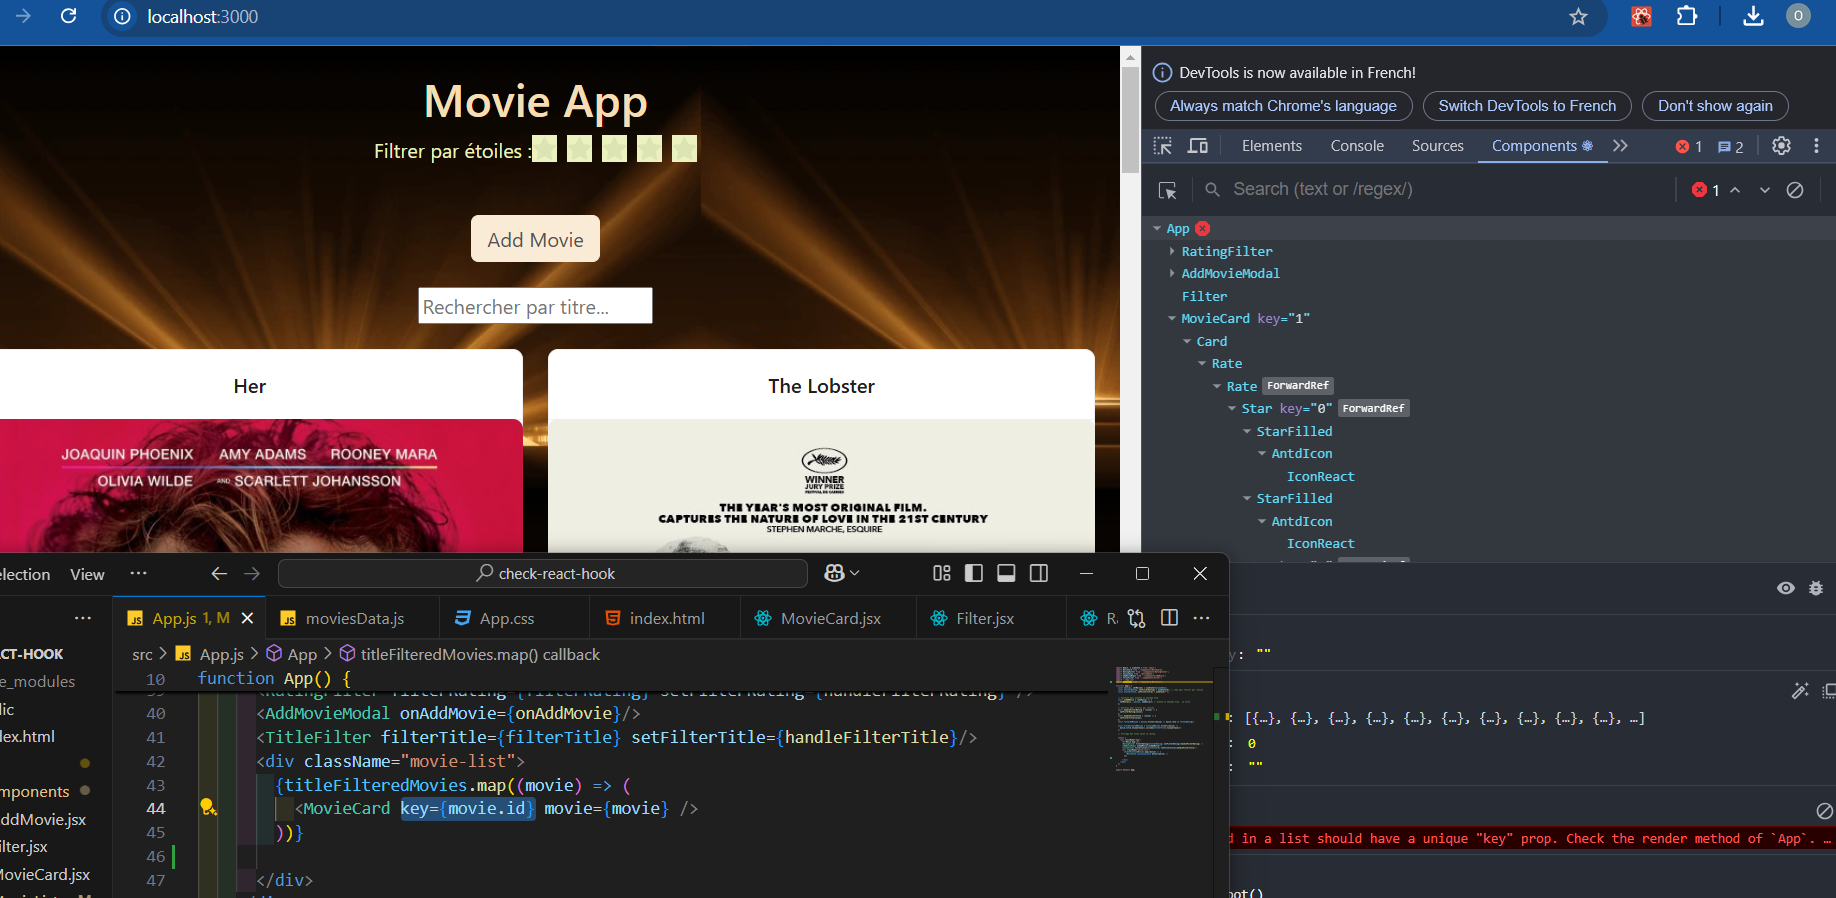 localhost:3000
O
Movie App
Filtrer par étoiles :
Add Movie
Rechercher par titre...
Her
The Lobster
JOAQUIN PHOENIX AMY ADAMS ROONEY MARA
OLIVIA WILDE AND SCARLETT JOHANSSON
WINNER
JURY PRIZE
FESTIVAL DE CANNES
THE YEAR'S MOST ORIGINAL FILM.
CAPTURES THE NATURE OF LOVE IN THE 21ST CENTURY
STEPHEN MARCHE, ESQUIRE
DevTools is now available in French!
Always match Chrome's language
Switch DevTools to French
Don't show again
Elements Console Sources Components 1 2
Search (text or /regex/) 1
App
RatingFilter
AddMovieModal
Filter
MovieCard key="1"
Card
Rate
Rate ForwardRef
Star key="0" ForwardRef
StarFilled
AntdIcon
IconReact
StarFilled
AntdIcon
IconReact
y: ""
: [{…}, {…}, {…}, {…}, {…}, {…}, {…}, {…}, {…}, {…}, …]
: 0
: ""
d in a list should have a unique "key" prop. Check the render method of `App`. …
ot()
election View ···
check-react-hook
···
App.js 1, M
moviesData.js
App.css
index.html
MovieCard.jsx
Filter.jsx
Ra
···
src > App.js > App > titleFilteredMovies.map() callback
CT-HOOK
e_modules
lic
lex.html
mponents
ddMovie.jsx
ilter.jsx
MovieCard.jsx
10 function App() {
40 <AddMovieModal onAddMovie={onAddMovie}/>
41 <TitleFilter filterTitle={filterTitle} setFilterTitle={handleFilterTitle}/>
42 <div className="movie-list">
43 {titleFilteredMovies.map((movie) => (
44 <MovieCard key={movie.id} movie={movie} />
45 ))}
46
47 </div>